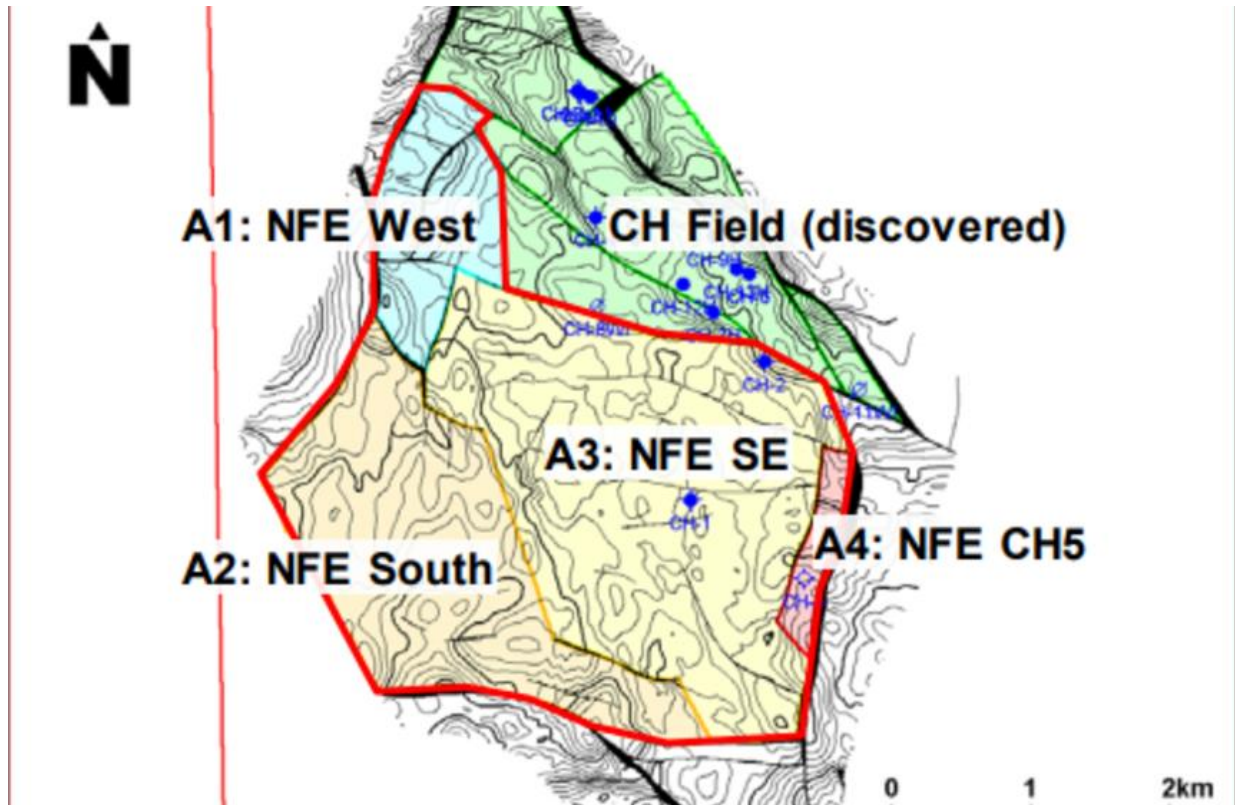 N
A1: NFE West
CH Field (discovered)
CH-2
A3: NFE SE
CH-1
A4: NFE CH5
A2: NFE South
0 1 2km